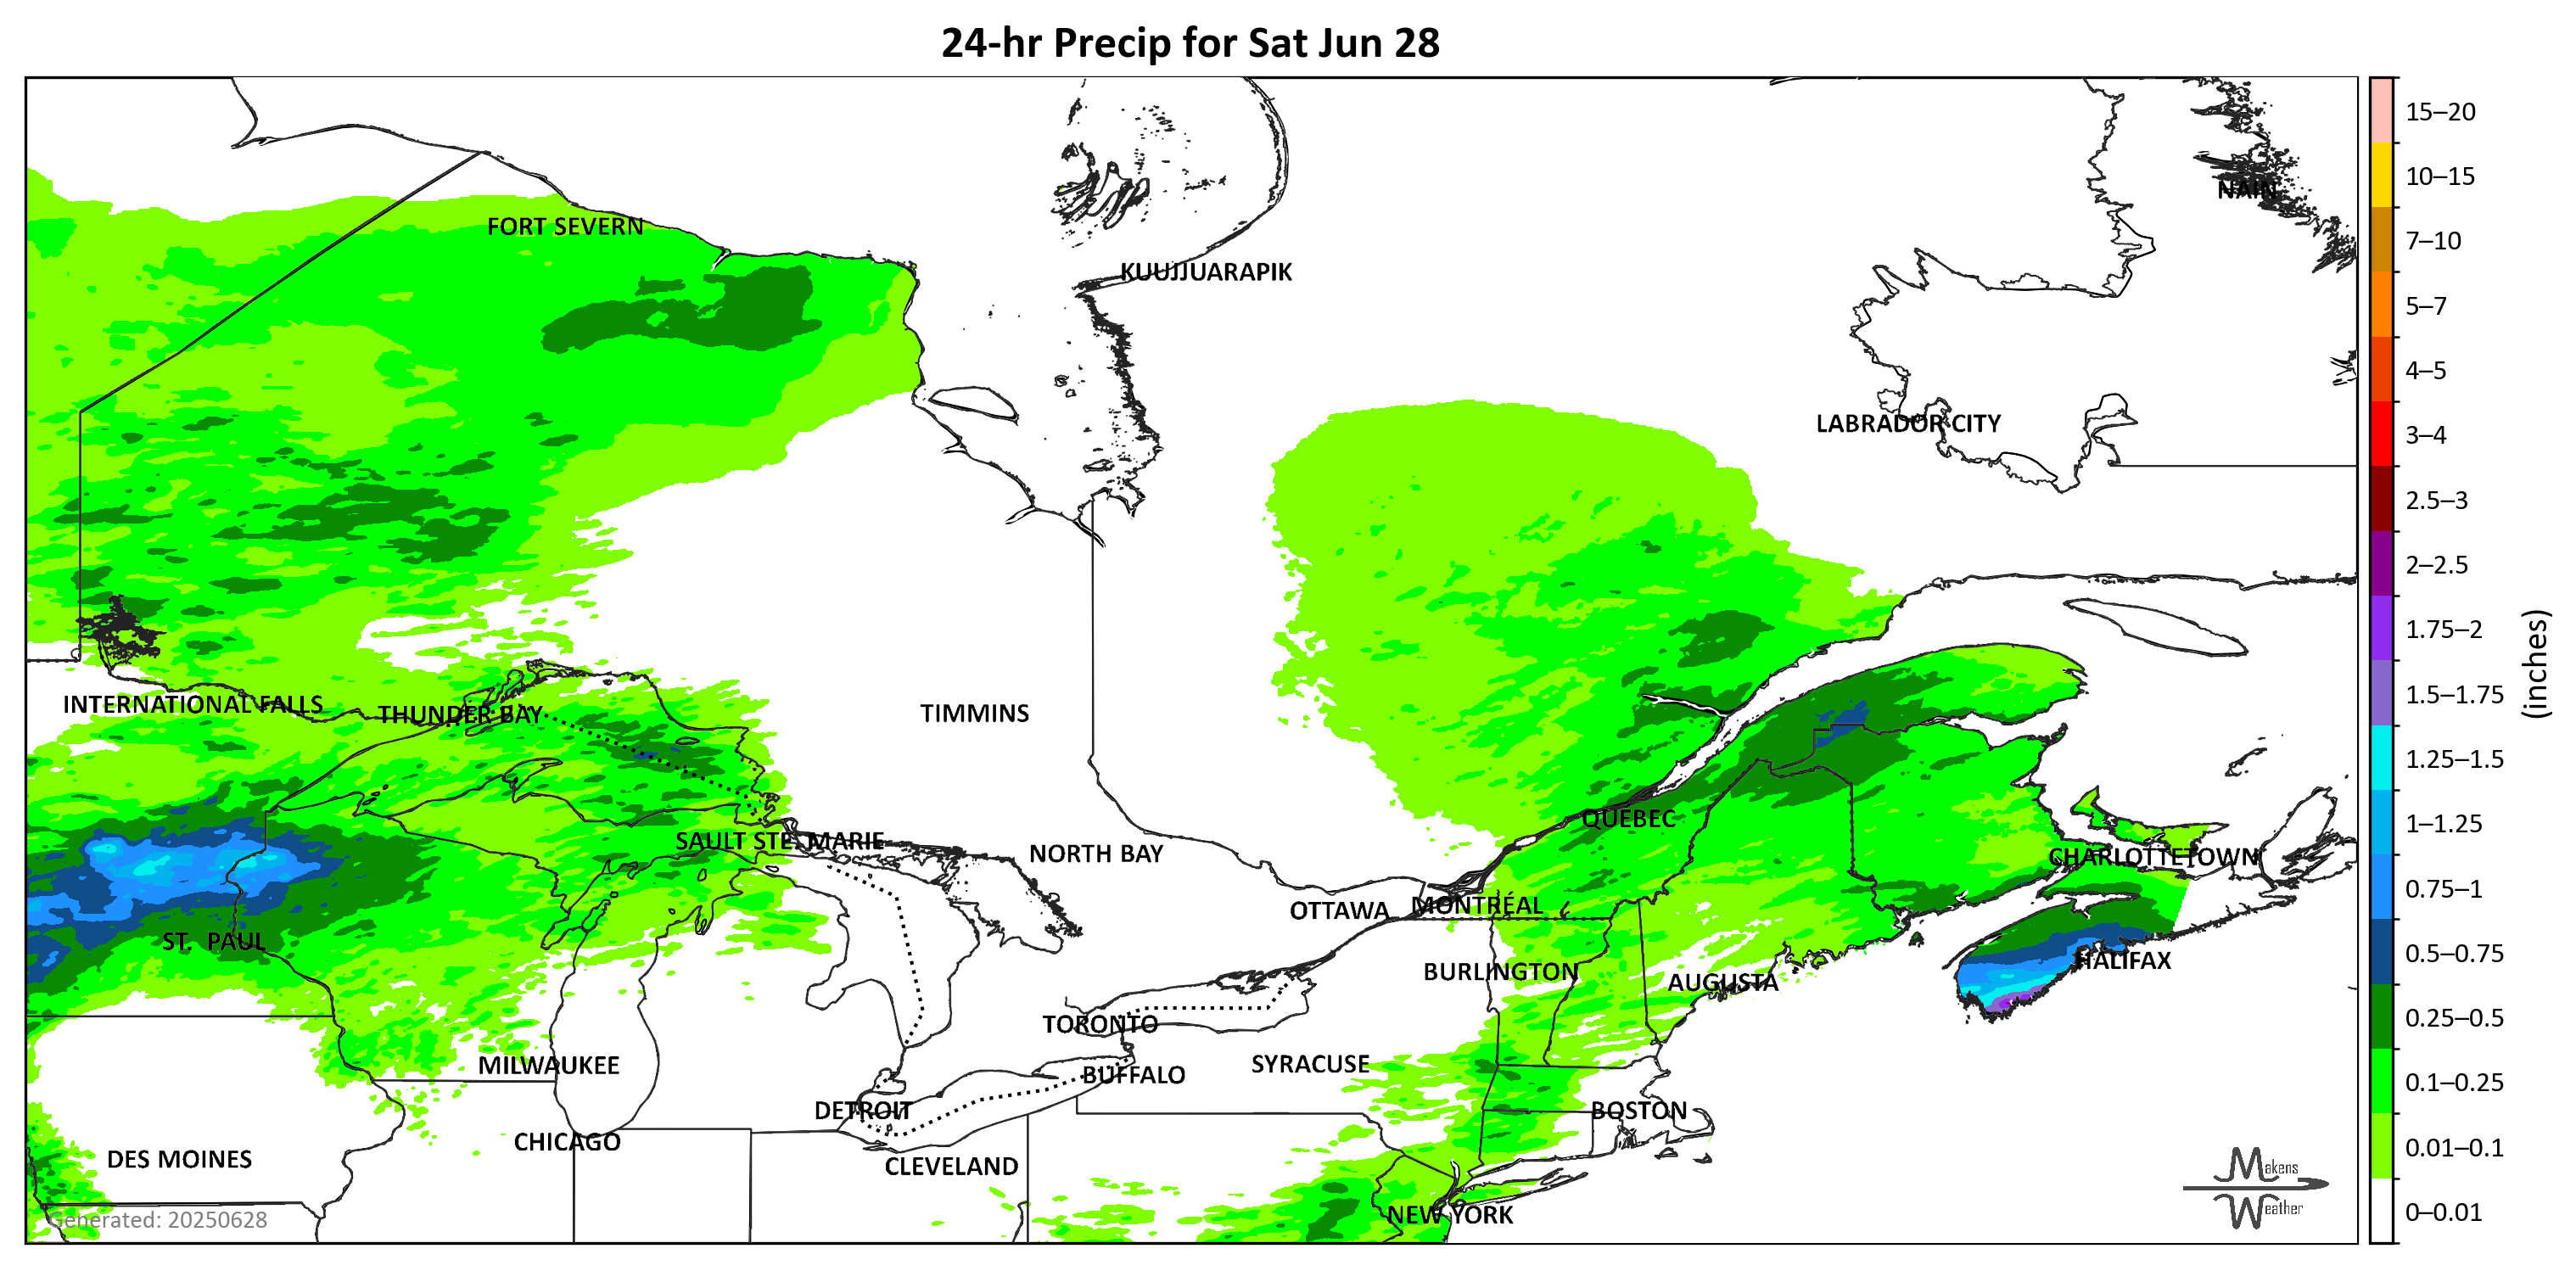 24-hr Precip for Sat Jun 28
NAIN
FORT SEVERN
KUUJJUARAPIK
LABRADOR CITY
INTERNATIONAL FALLS
THUNDER BAY
TIMMINS
QUEBEC
SAULT STE. MARIE
NORTH BAY
CHARLOTTETOWN
OTTAWA
MONTRÉAL
ST. PAUL
HALIFAX
BURLINGTON
AUGUSTA
TORONTO
MILWAUKEE
SYRACUSE
BUFFALO
DETROIT
BOSTON
CHICAGO
DES MOINES
CLEVELAND
NEW YORK
Generated: 20250628
Makens
Weather
15–20
10–15
7–10
5–7
4–5
3–4
2.5–3
2–2.5
1.75–2
1.5–1.75
1.25–1.5
1–1.25
0.75–1
0.5–0.75
0.25–0.5
0.1–0.25
0.01–0.1
0–0.01
(inches)